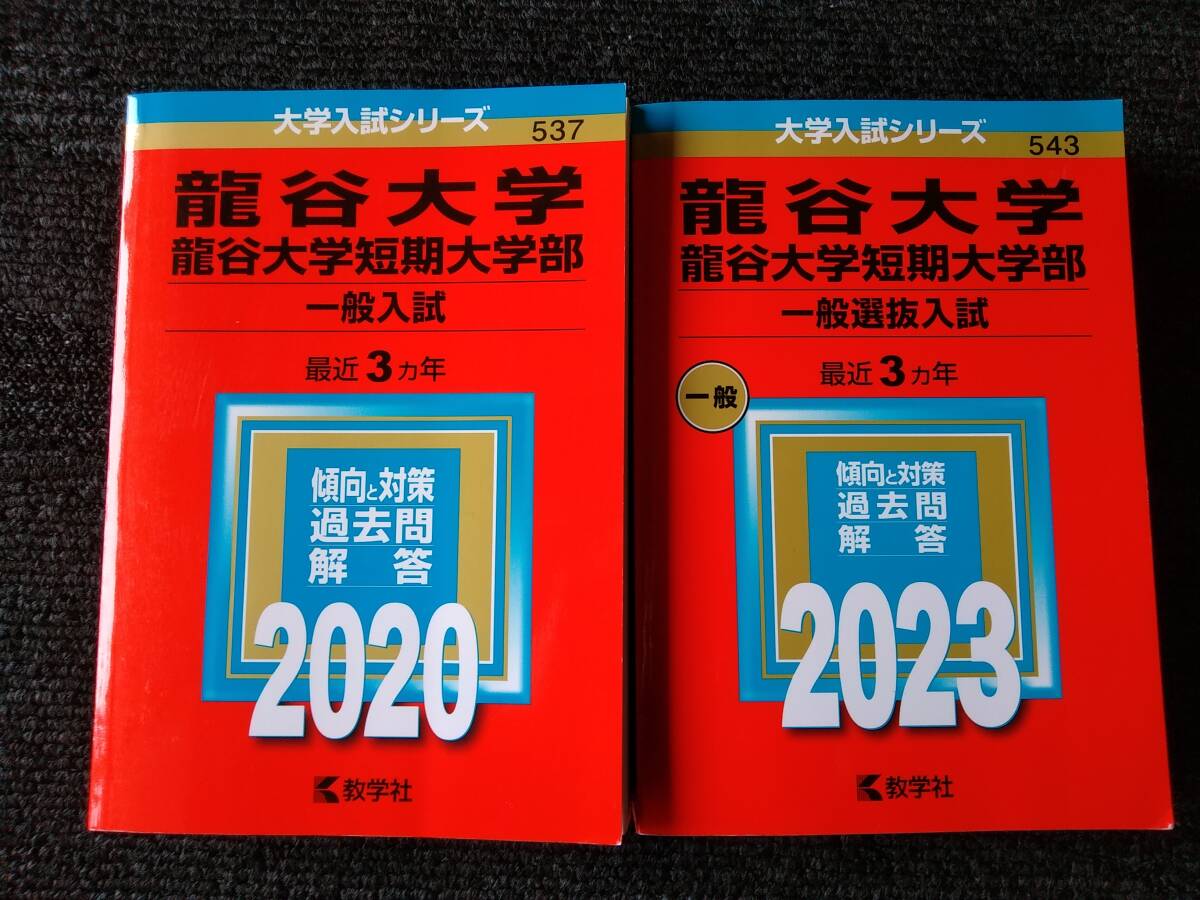 大学入試シリーズ
537
龍谷大学
龍谷大学短期大学部
一般入試
最近3カ年
傾向と対策
過去問
解答
2020
教学社
大学入試シリーズ
543
龍谷大学
龍谷大学短期大学部
一般選抜入試
最近3カ年
一般
傾向と対策
過去問
解答
2023
教学社